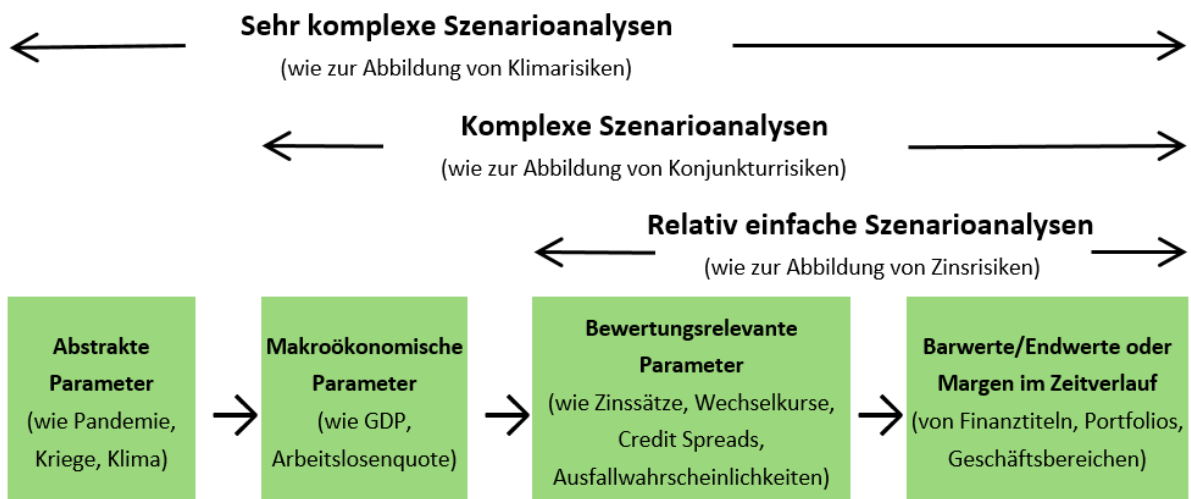 Sehr komplexe Szenarioanalysen
(wie zur Abbildung von Klimarisiken)
Komplexe Szenarioanalysen
(wie zur Abbildung von Konjunkturrisiken)
Relativ einfache Szenarioanalysen
(wie zur Abbildung von Zinsrisiken)
Abstrakte
Parameter
(wie Pandemie,
Kriege, Klima)
Makroökonomische
Parameter
(wie GDP,
Arbeitslosenquote)
Bewertungsrelevante
Parameter
(wie Zinssätze, Wechselkurse,
Credit Spreads,
Ausfallwahrscheinlichkeiten)
Barwerte/Endwerte oder
Margen im Zeitverlauf
(von Finanztiteln, Portfolios,
Geschäftsbereichen)